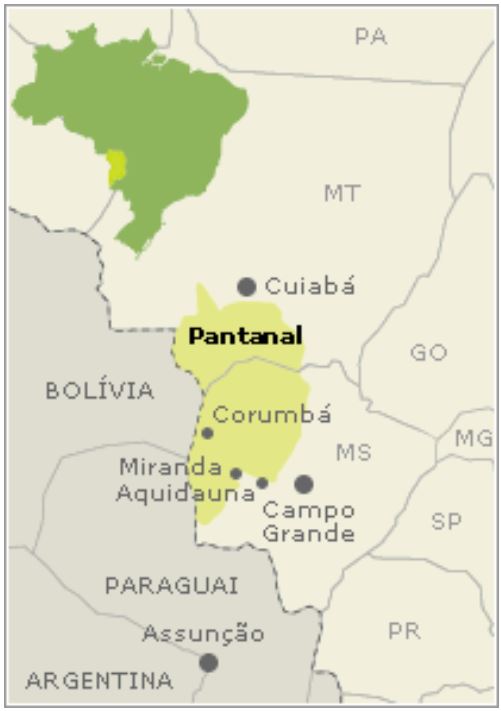 PA
MT
Cuiabá
Pantanal
GO
BOLÍVIA
Corumbá
MG
MS
Miranda
Aquidauna
Campo
Grande
SP
PARAGUAI
Assunção
PR
ARGENTINA